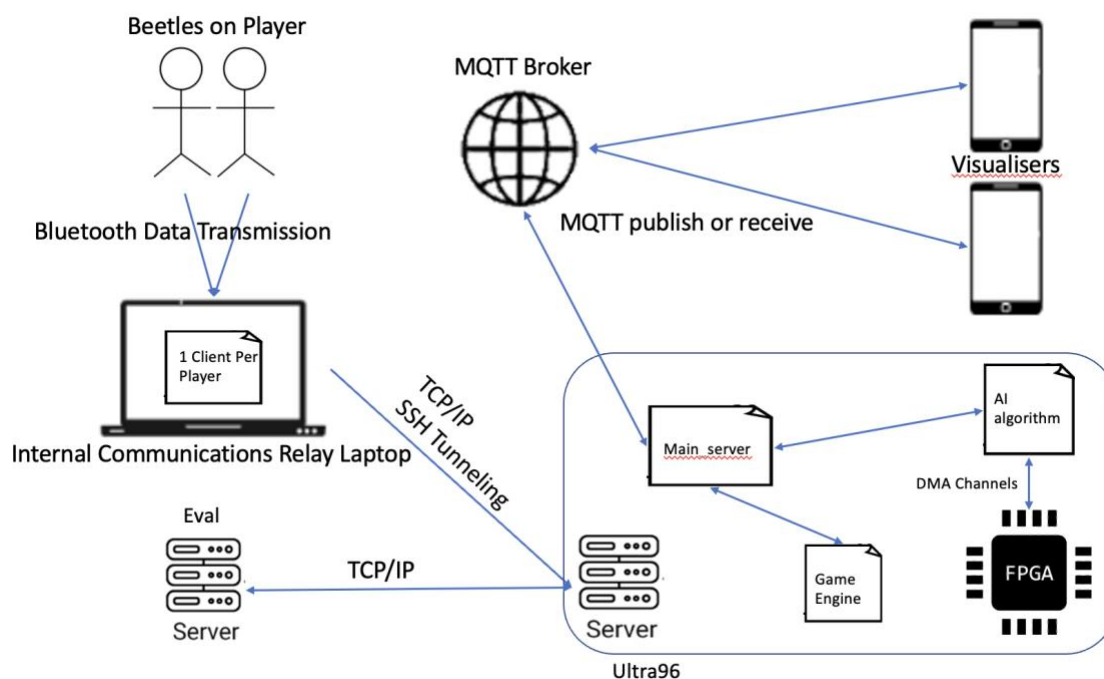 Beetles on Player
MQTT Broker
Visualisers
Bluetooth Data Transmission
MQTT publish or receive
1 Client Per
Player
Internal Communications Relay Laptop
TCP/IP
SSH Tunneling
Main_server
AI
algorithm
DMA Channels
Eval
Server
TCP/IP
Server
Game
Engine
FPGA
Ultra96